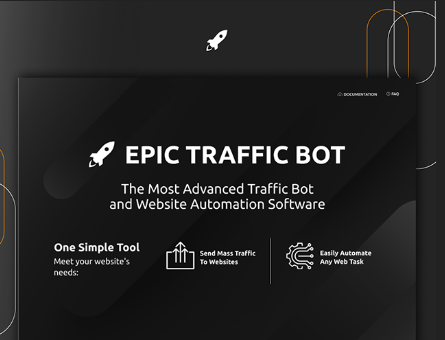 DOCUMENTATION
FAQ
EPIC TRAFFIC BOT
The Most Advanced Traffic Bot
and Website Automation Software
One Simple Tool
Meet your website's
needs:
Send Mass Traffic
To Websites
Easily Automate
Any Web Task